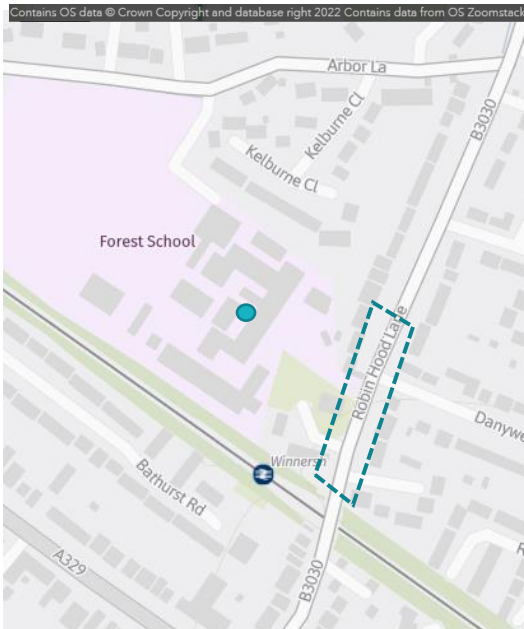 Contains OS data © Crown Copyright and database right 2022 Contains data from OS Zoomstack
Arbor La
B3030
Kelburne Cl
Kelburne Cl
Forest School
Robin Hood Lane
Danywe
Winnersh
Bathurst Rd
A329
B3030
R